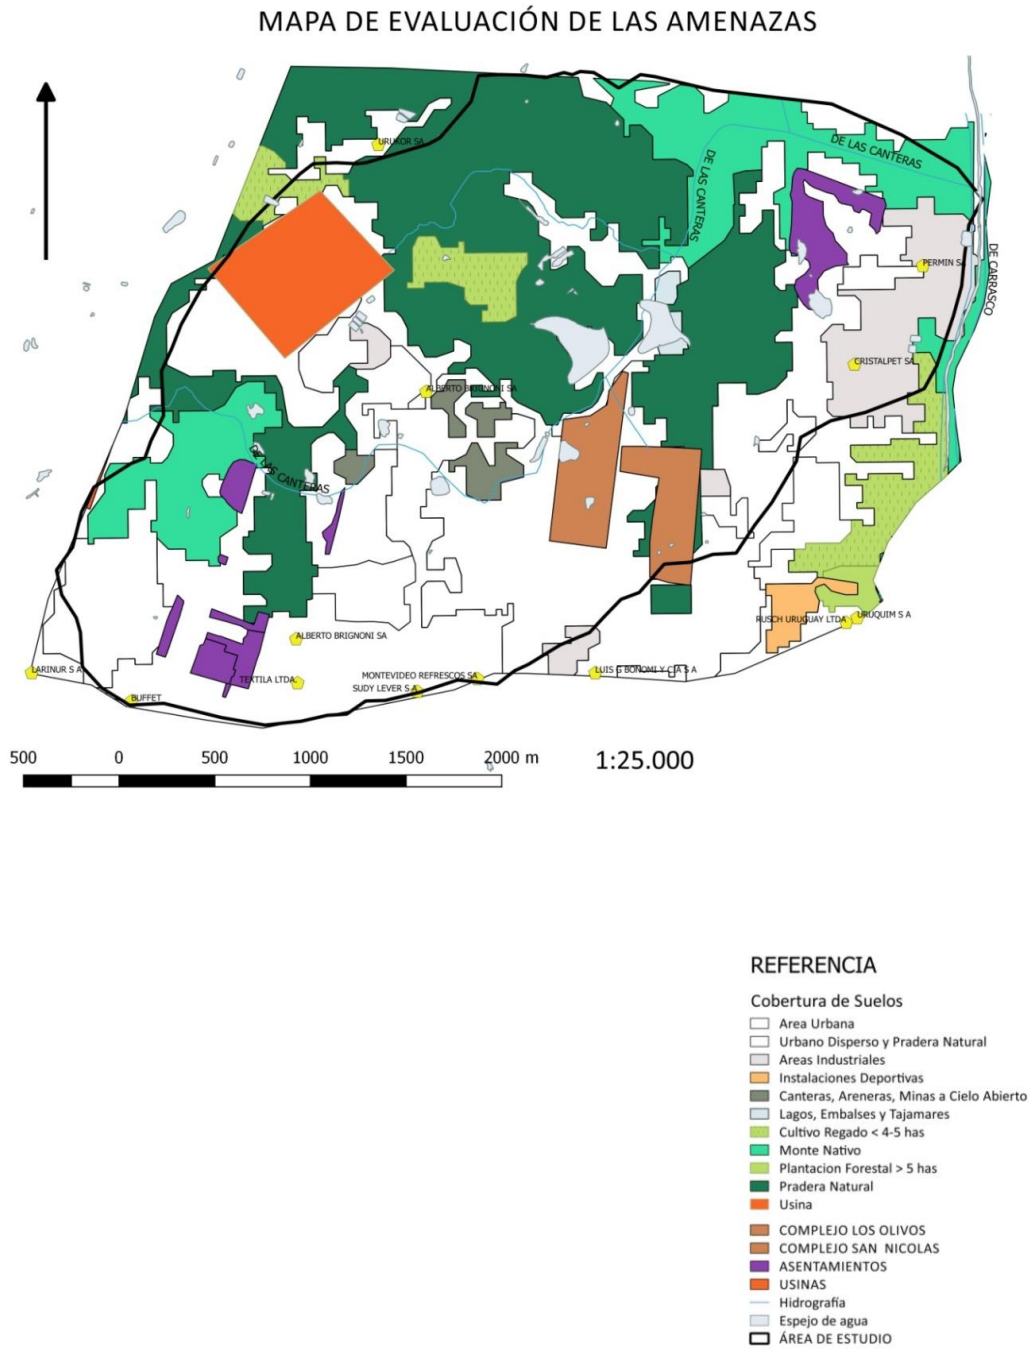 MAPA DE EVALUACIÓN DE LAS AMENAZAS
URUKOR SA
DE LAS CANTERAS
DE LAS CANTERAS
PERMIN SA
DE CARRASCO
CRISTALPET SA
ALBERTO BRIGNONI SA
DE LAS CANTERAS
RUSCH URUGUAY LTDA
URUQUIM S A
ALBERTO BRIGNONI SA
LARINUR S A
TEXTILA LTDA.
MONTEVIDEO REFRESCOS SA
LUIS G BONOMI Y CIA S A
SUDY LEVER S A
BUFFET
500 0 500 1000 1500 2000 m
1:25.000
REFERENCIA
Cobertura de Suelos
Area Urbana
Urbano Disperso y Pradera Natural
Areas Industriales
Instalaciones Deportivas
Canteras, Areneras, Minas a Cielo Abierto
Lagos, Embalses y Tajamares
Cultivo Regado < 4-5 has
Monte Nativo
Plantacion Forestal > 5 has
Pradera Natural
Usina
COMPLEJO LOS OLIVOS
COMPLEJO SAN NICOLAS
ASENTAMIENTOS
USINAS
Hidrografía
Espejo de agua
ÁREA DE ESTUDIO